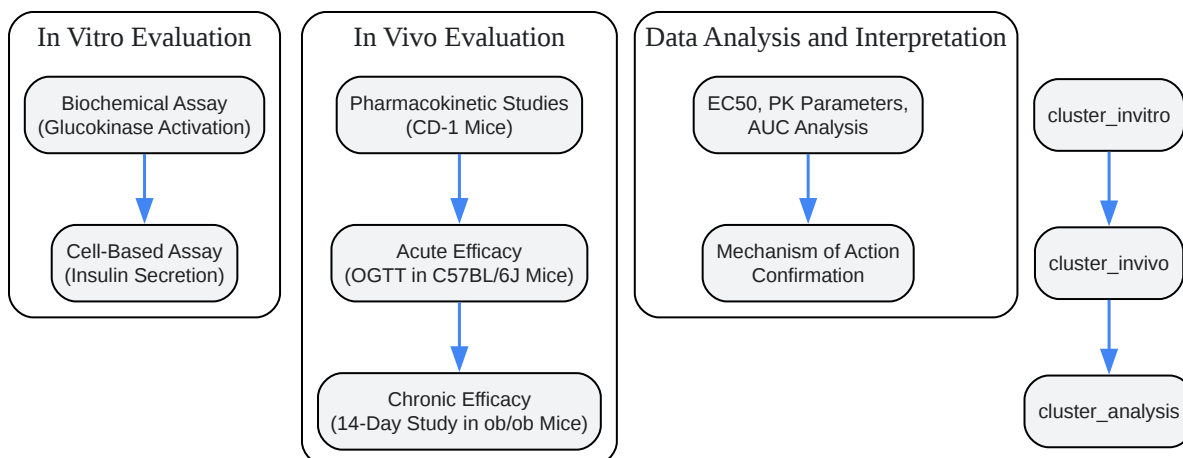 In Vitro Evaluation
Biochemical Assay
(Glucokinase Activation)
Cell-Based Assay
(Insulin Secretion)
In Vivo Evaluation
Pharmacokinetic Studies
(CD-1 Mice)
Acute Efficacy
(OGTT in C57BL/6J Mice)
Chronic Efficacy
(14-Day Study in ob/ob Mice)
Data Analysis and Interpretation
EC50, PK Parameters,
AUC Analysis
Mechanism of Action
Confirmation
cluster_invitro
cluster_invivo
cluster_analysis